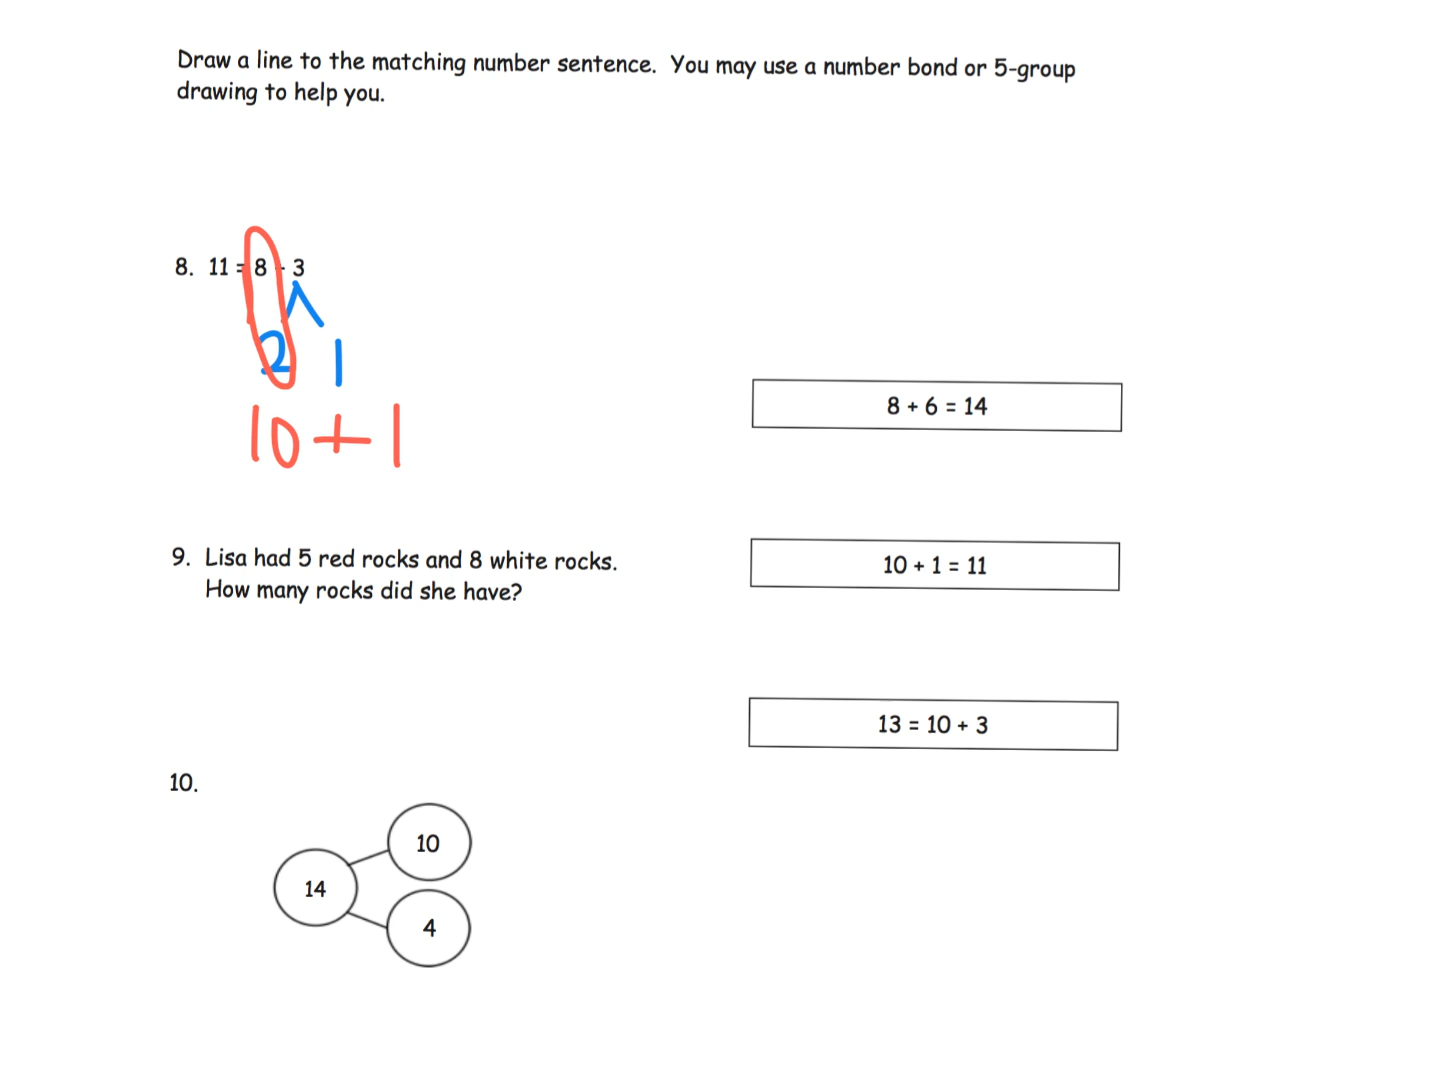 Draw a line to the matching number sentence. You may use a number bond or 5-group
drawing to help you.
8. 11 = 8 + 3
2 1
10 + 1
8 + 6 = 14
9. Lisa had 5 red rocks and 8 white rocks.
How many rocks did she have?
10 + 1 = 11
13 = 10 + 3
10.
10
14
4